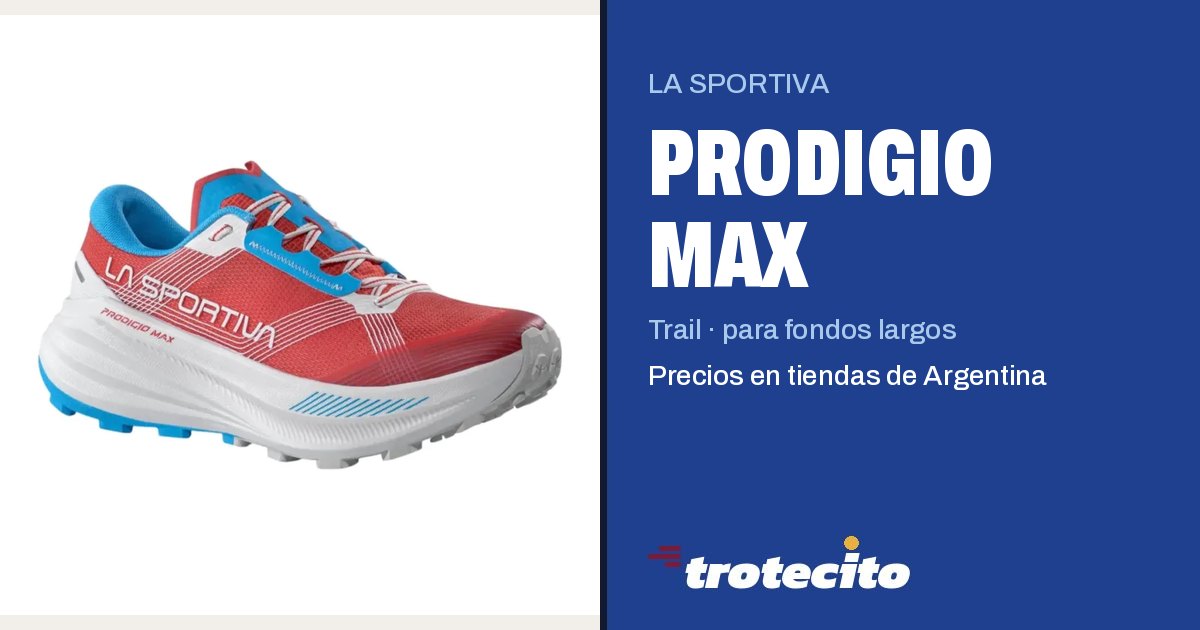 LA SPORTIVA
PRODIGIO MAX
LA SPORTIVA
PRODIGIO
MAX
Trail · para fondos largos
Precios en tiendas de Argentina
trotecito